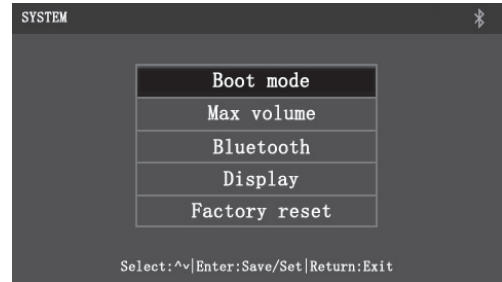 SYSTEM
Boot mode
Max volume
Bluetooth
Display
Factory reset
Select:^v|Enter:Save/Set|Return:Exit